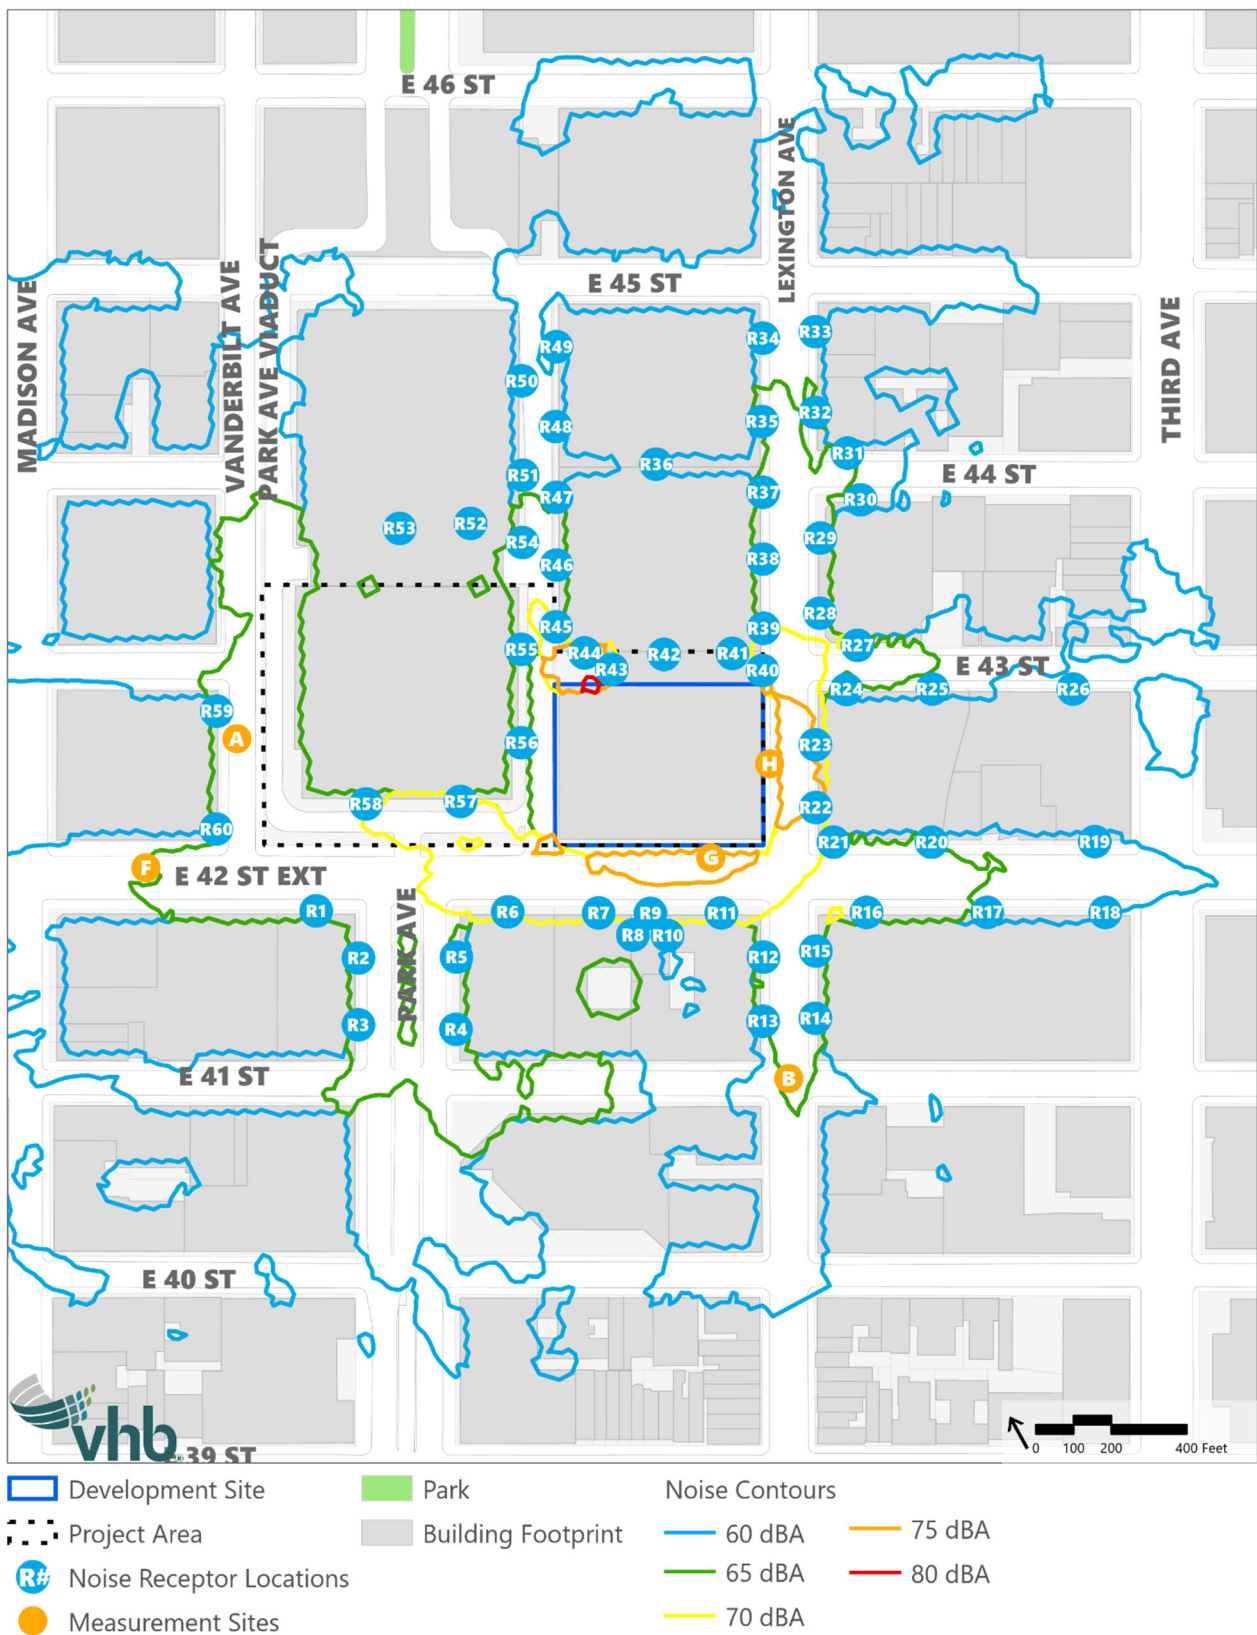 E 46 ST
LEXINGTON AVE
E 45 ST
MADISON AVE
VANDERBILT AVE
PARK AVE VIADUCT
THIRD AVE
R49
R34
R33
R50
R48
R35
R32
R31
R51
R36
E 44 ST
R47
R37
R30
R53
R52
R54
R29
R46
R38
R45
R39
R28
R55
R44
R42
R41
R27
E 43 ST
R43
R40
R24
R25
R26
R59
A
R56
H
R23
R58
R57
R22
R60
R21
R20
R19
F
E 42 ST EXT
G
R1
R6
R7
R9
R11
R16
R17
R18
R8
R10
R2
PARK AVE
R5
R12
R15
R3
R4
R13
R14
E 41 ST
B
E 40 ST
vhb®
E 39 ST
0 100 200 400 Feet
Development Site
Park
Noise Contours
Project Area
Building Footprint
60 dBA
75 dBA
R# Noise Receptor Locations
65 dBA
80 dBA
Measurement Sites
70 dBA